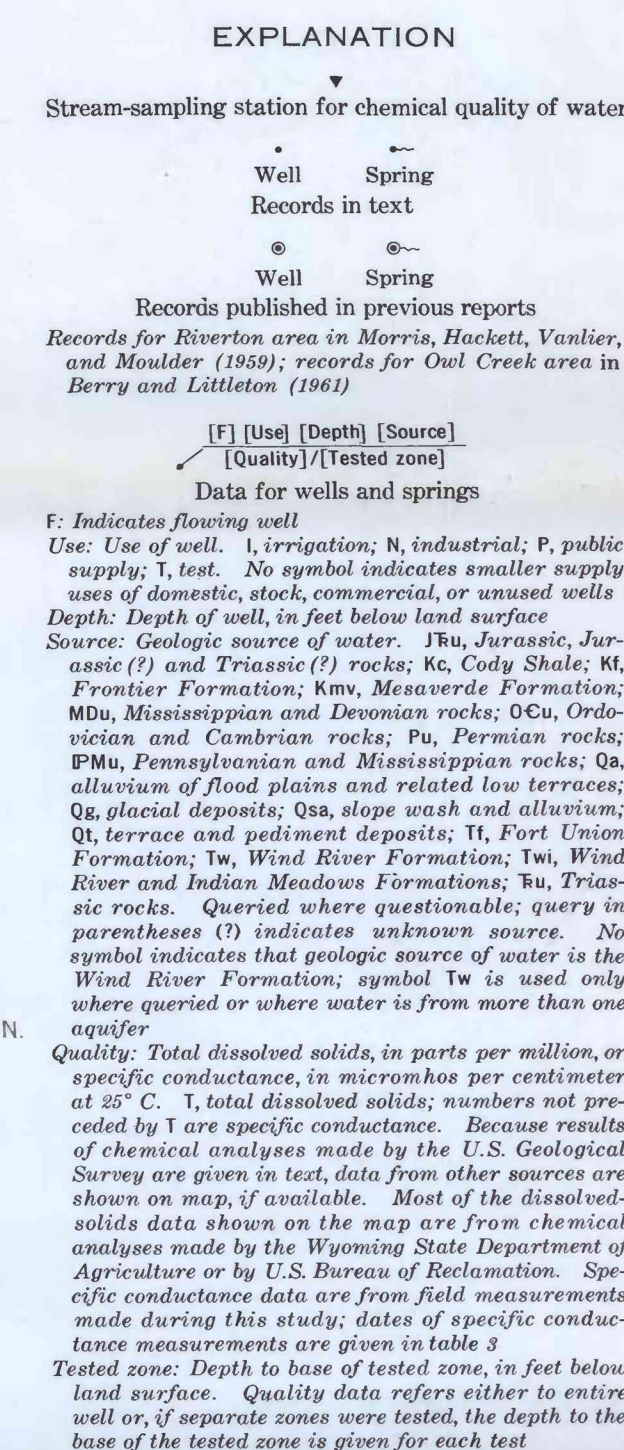 EXPLANATION
Stream-sampling station for chemical quality of water
Well Spring
Records in text
Well Spring
Records published in previous reports
Records for Riverton area in Morris, Hackett, Vanlier,
and Moulder (1959); records for Owl Creek area in
Berry and Littleton (1961)
[F] [Use] [Depth] [Source]
[Quality]/[Tested zone]
Data for wells and springs
F: Indicates flowing well
Use: Use of well. I, irrigation; N, industrial; P, public
supply; T, test. No symbol indicates smaller supply
uses of domestic, stock, commercial, or unused wells
Depth: Depth of well, in feet below land surface
Source: Geologic source of water. J₸u, Jurassic, Jur-
assic (?) and Triassic (?) rocks; Kc, Cody Shale; Kf,
Frontier Formation; Kmv, Mesaverde Formation;
MDu, Mississippian and Devonian rocks; O€u, Ordo-
vician and Cambrian rocks; Pu, Permian rocks;
ℙMu, Pennsylvanian and Mississippian rocks; Qa,
alluvium of flood plains and related low terraces;
Qg, glacial deposits; Qsa, slope wash and alluvium;
Qt, terrace and pediment deposits; Tf, Fort Union
Formation; Tw, Wind River Formation; Twi, Wind
River and Indian Meadows Formations; ₸u, Trias-
sic rocks. Queried where questionable; query in
parentheses (?) indicates unknown source. No
symbol indicates that geologic source of water is the
Wind River Formation; symbol Tw is used only
where queried or where water is from more than one
N. aquifer
Quality: Total dissolved solids, in parts per million, or
specific conductance, in micromhos per centimeter
at 25° C. T, total dissolved solids; numbers not pre-
ceded by T are specific conductance. Because results
of chemical analyses made by the U.S. Geological
Survey are given in text, data from other sources are
shown on map, if available. Most of the dissolved-
solids data shown on the map are from chemical
analyses made by the Wyoming State Department of
Agriculture or by U.S. Bureau of Reclamation. Spe-
cific conductance data are from field measurements
made during this study; dates of specific conduc-
tance measurements are given in table 3
Tested zone: Depth to base of tested zone, in feet below
land surface. Quality data refers either to entire
well or, if separate zones were tested, the depth to the
base of the tested zone is given for each test